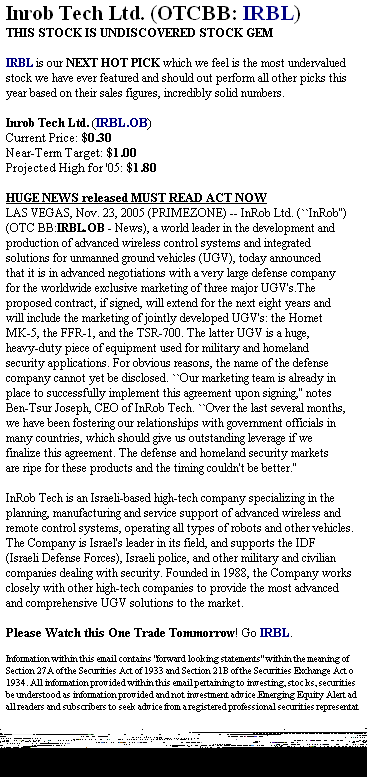 Inrob Tech Ltd. (OTCBB: IRBL)
THIS STOCK IS UNDISCOVERED STOCK GEM
IRBL is our NEXT HOT PICK which we feel is the most undervalued
stock we have ever featured and should out perform all other picks this
year based on their sales figures, incredibly solid numbers.
Inrob Tech Ltd. (IRBL.OB)
Current Price: $0.30
Near-Term Target: $1.00
Projected High for '05: $1.80
HUGE NEWS released MUST READ ACT NOW
LAS VEGAS, Nov. 23, 2005 (PRIMEZONE) -- InRob Ltd. (``InRob'')
(OTC BB:IRBL.OB - News), a world leader in the development and
production of advanced wireless control systems and integrated
solutions for unmanned ground vehicles (UGV), today announced
that it is in advanced negotiations with a very large defense company
for the worldwide exclusive marketing of three major UGV's.The
proposed contract, if signed, will extend for the next eight years and
will include the marketing of jointly developed UGV's: the Hornet
MK-5, the FFR-1, and the TSR-700. The latter UGV is a huge,
heavy-duty piece of equipment used for military and homeland
security applications. For obvious reasons, the name of the defense
company cannot yet be disclosed. ``Our marketing team is already in
place to successfully implement this agreement upon signing,'' notes
Ben-Tsur Joseph, CEO of InRob Tech. ``Over the last several months,
we have been fostering our relationships with government officials in
many countries, which should give us outstanding leverage if we
finalize this agreement. The defense and homeland security markets
are ripe for these products and the timing couldn't be better.''
InRob Tech is an Israeli-based high-tech company specializing in the
planning, manufacturing and service support of advanced wireless and
remote control systems, operating all types of robots and other vehicles.
The Company is Israel's leader in its field, and supports the IDF
(Israeli Defense Forces), Israeli police, and other military and civilian
companies dealing with security. Founded in 1988, the Company works
closely with other high-tech companies to provide the most advanced
and comprehensive UGV solutions to the market.
Please Watch this One Trade Tommorrow! Go IRBL.
Information within this email contains "forward looking statements" within the meaning of
Section 27A of the Securities Act of 1933 and Section 21B of the Securities Exchange Act o
1934. All information provided within this email pertaining to investing, stocks, securities
be understood as information provided and not investment advice.Emerging Equity Alert ad
all readers and subscribers to seek advice from a registered professional securities representat